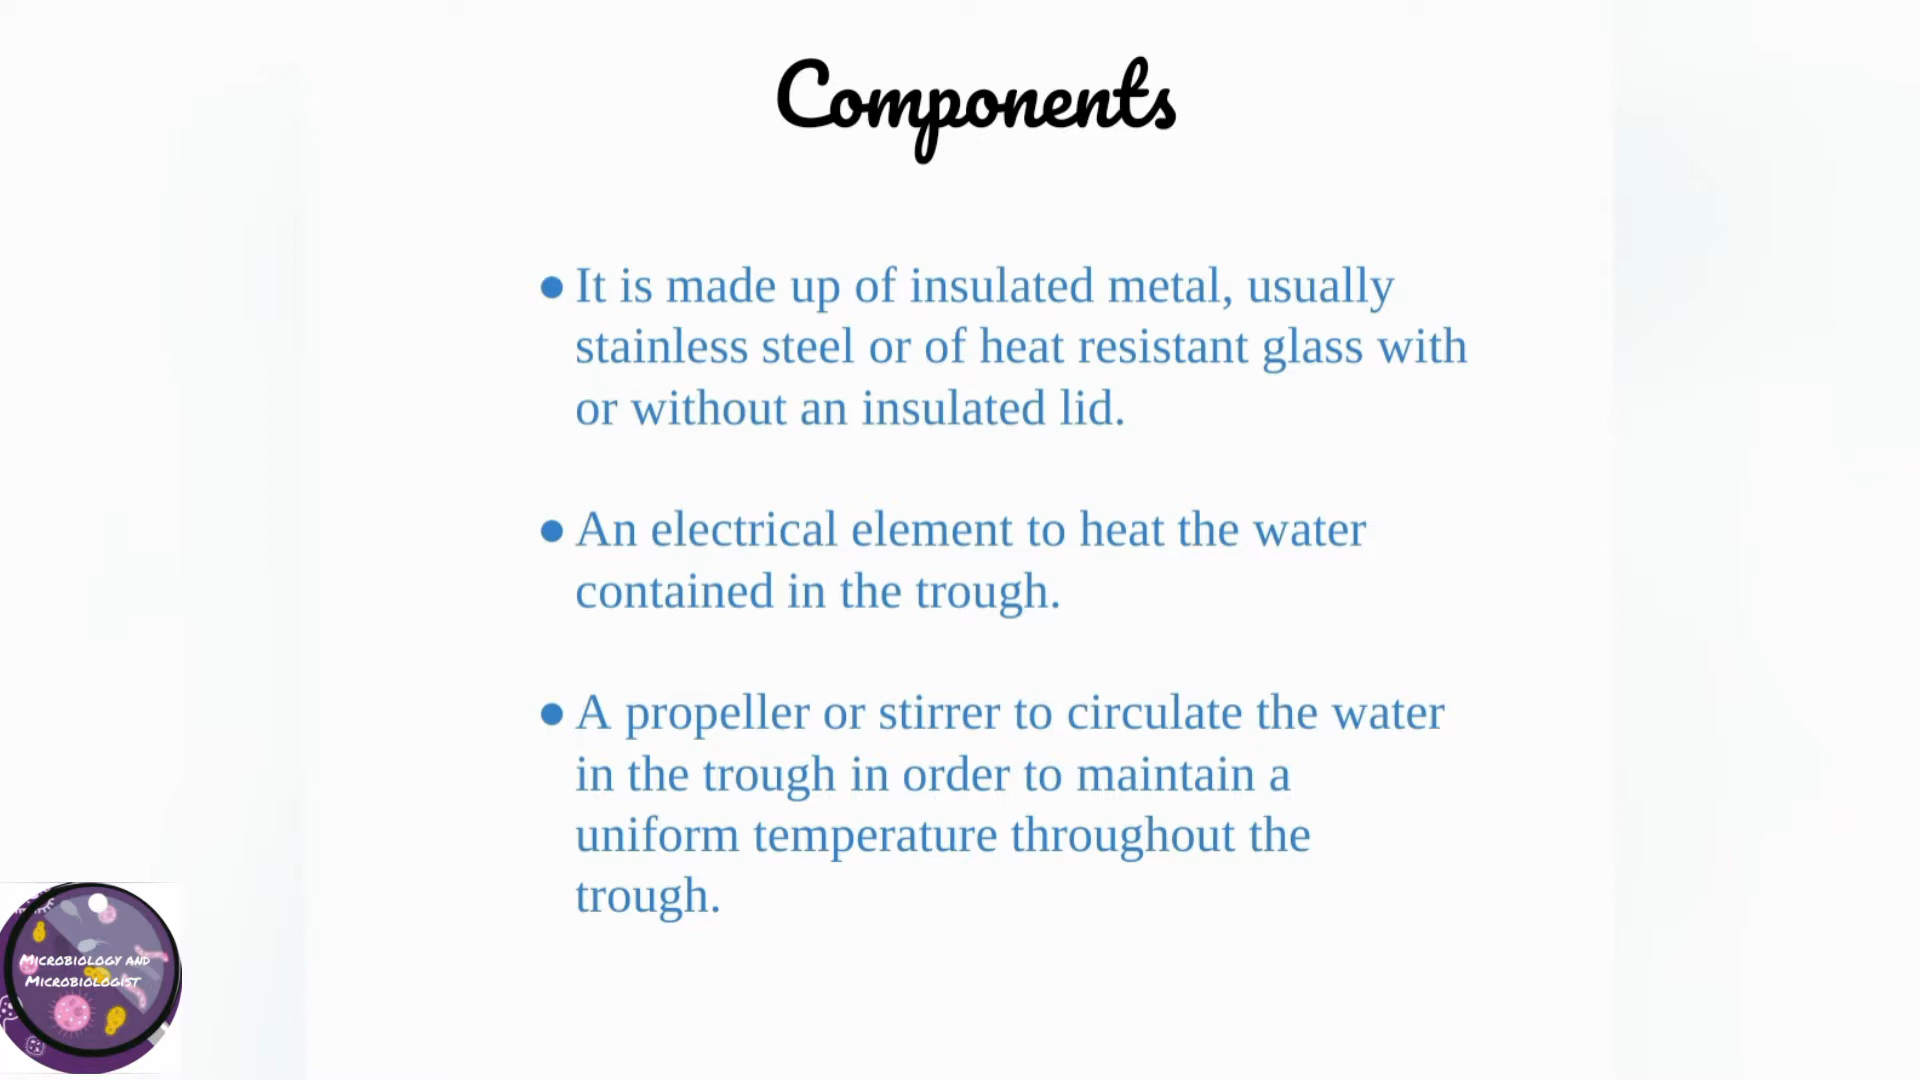 Components
● It is made up of insulated metal, usually
stainless steel or of heat resistant glass with
or without an insulated lid.
● An electrical element to heat the water
contained in the trough.
● A propeller or stirrer to circulate the water
in the trough in order to maintain a
uniform temperature throughout the
trough.
Microbiology and
Microbiologist